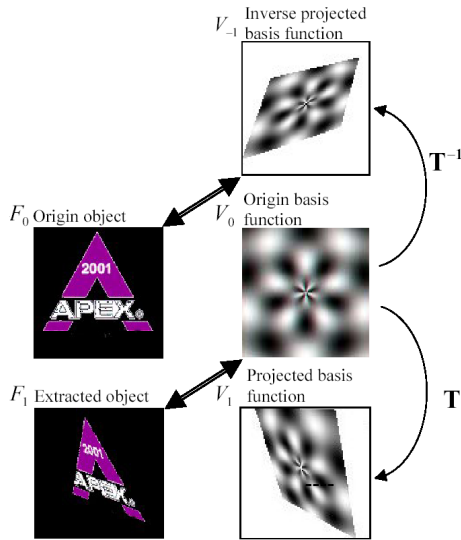 V₋₁ Inverse projected
basis function
T⁻¹
F₀ Origin object
V₀ Origin basis
function
2001
APEX®
F₁ Extracted object
V₁ Projected basis
function
T
2001
APEX®